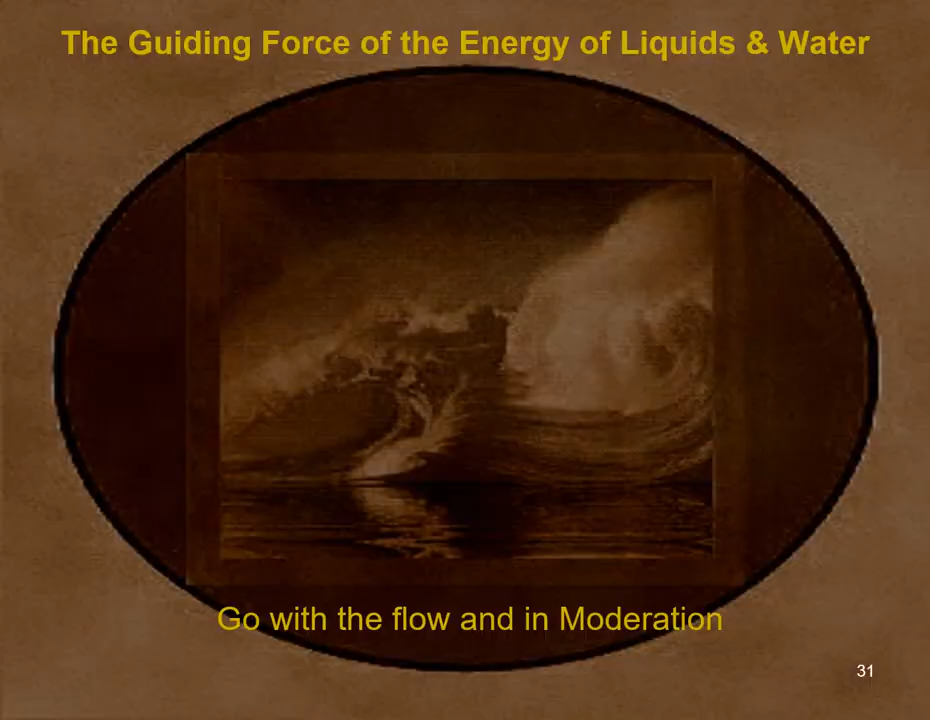 The Guiding Force of the Energy of Liquids & Water
Go with the flow and in Moderation
31